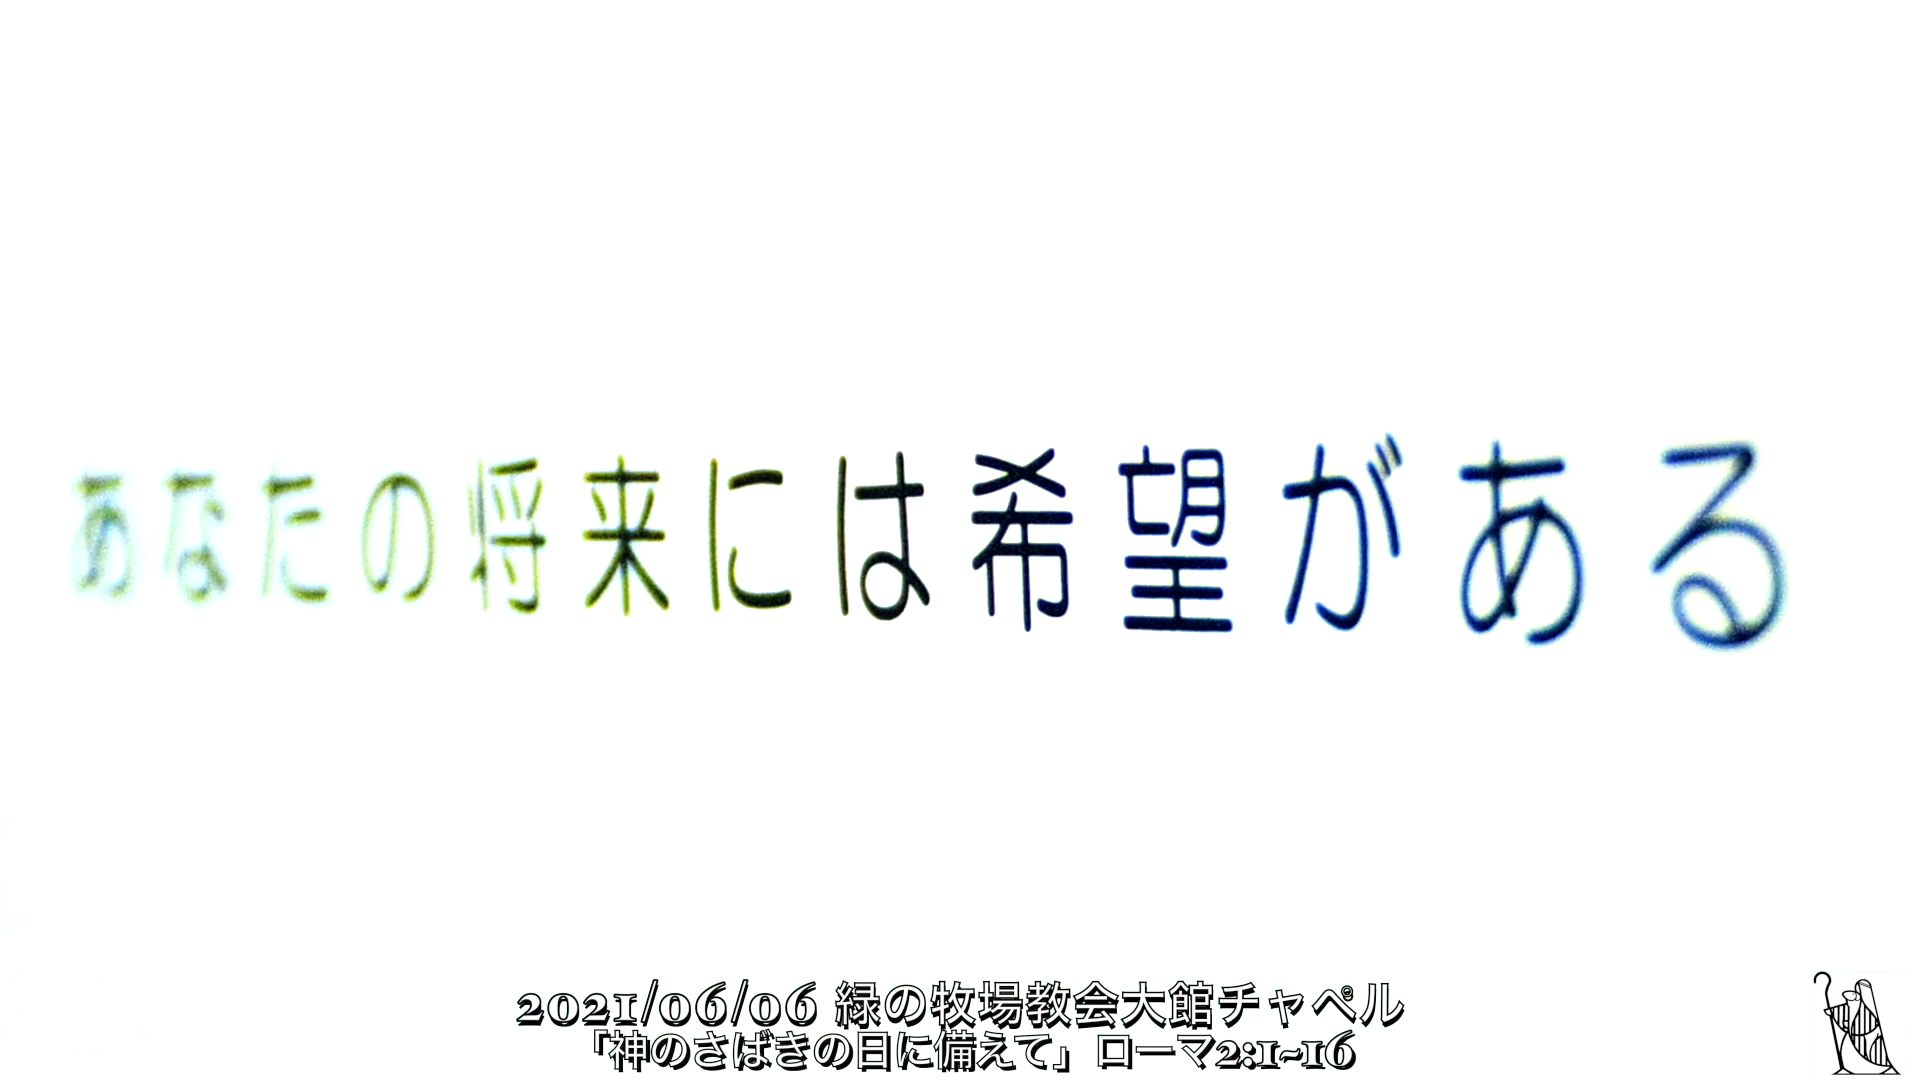 あなたの将来には希望がある
2021/06/06 緑の牧場教会大館チャペル
「神のさばきの日に備えて」ローマ2:1~16